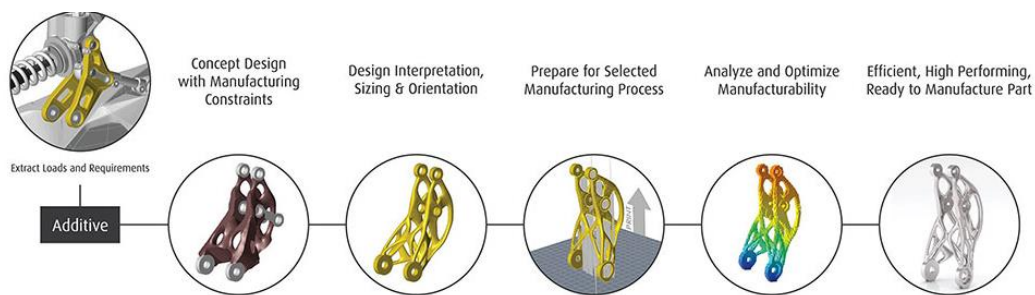 Concept Design
with Manufacturing
Constraints
Design Interpretation,
Sizing & Orientation
Prepare for Selected
Manufacturing Process
Analyze and Optimize
Manufacturability
Efficient, High Performing,
Ready to Manufacture Part
Extract Loads and Requirements
Additive